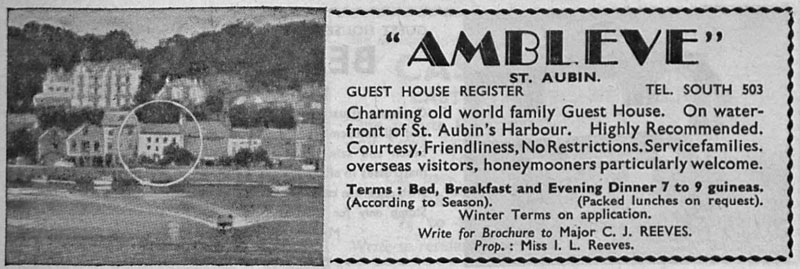 "AMBLEVE"
ST. AUBIN.
GUEST HOUSE REGISTER TEL. SOUTH 503
Charming old world family Guest House. On water-
front of St. Aubin's Harbour. Highly Recommended.
Courtesy, Friendliness, No Restrictions. Service families.
overseas visitors, honeymooners particularly welcome.
Terms : Bed, Breakfast and Evening Dinner 7 to 9 guineas.
(According to Season). (Packed lunches on request).
Winter Terms on application.
Write for Brochure to Major C. J. REEVES.
Prop. : Miss I. L. Reeves.